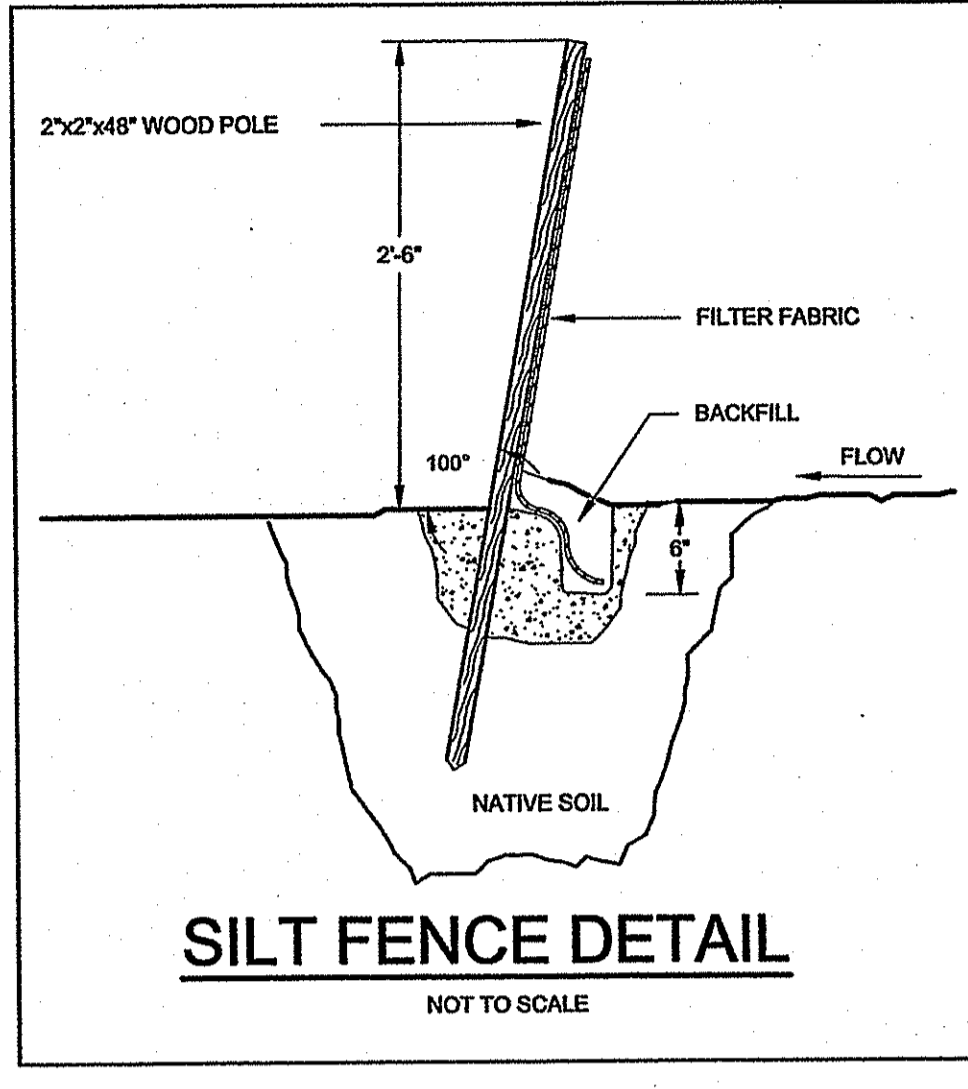 2"x2"x48" WOOD POLE
2'-6"
FILTER FABRIC
BACKFILL
100°
FLOW
6"
NATIVE SOIL
SILT FENCE DETAIL
NOT TO SCALE